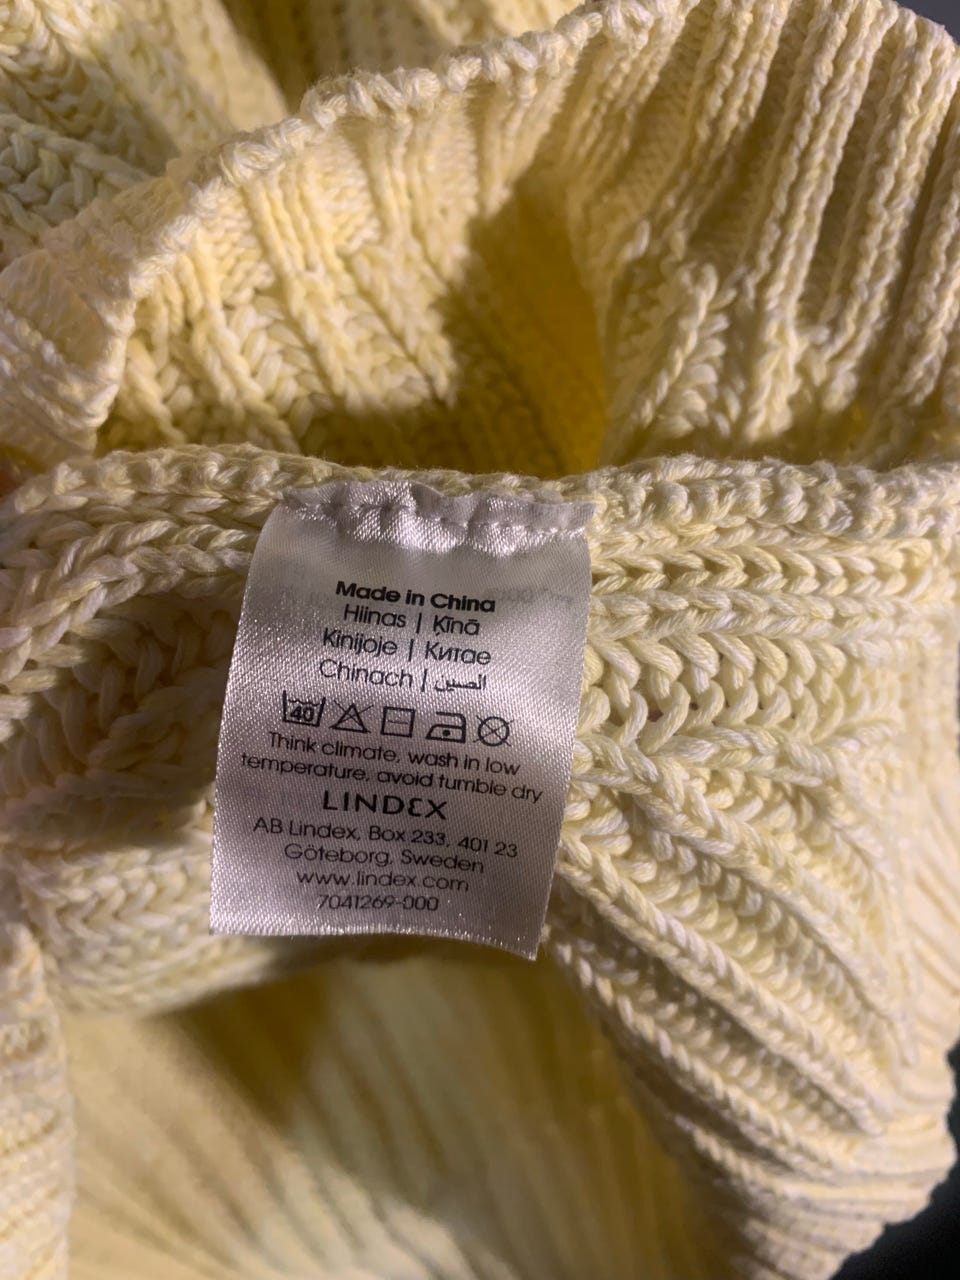 Made in China
Hiinas | Ķīnā
Kinijoje | Китае
Chinach | الصين
40
Think climate, wash in low
temperature, avoid tumble dry
LINDEX
AB Lindex, Box 233, 401 23
Göteborg, Sweden
www.lindex.com
7041269-000